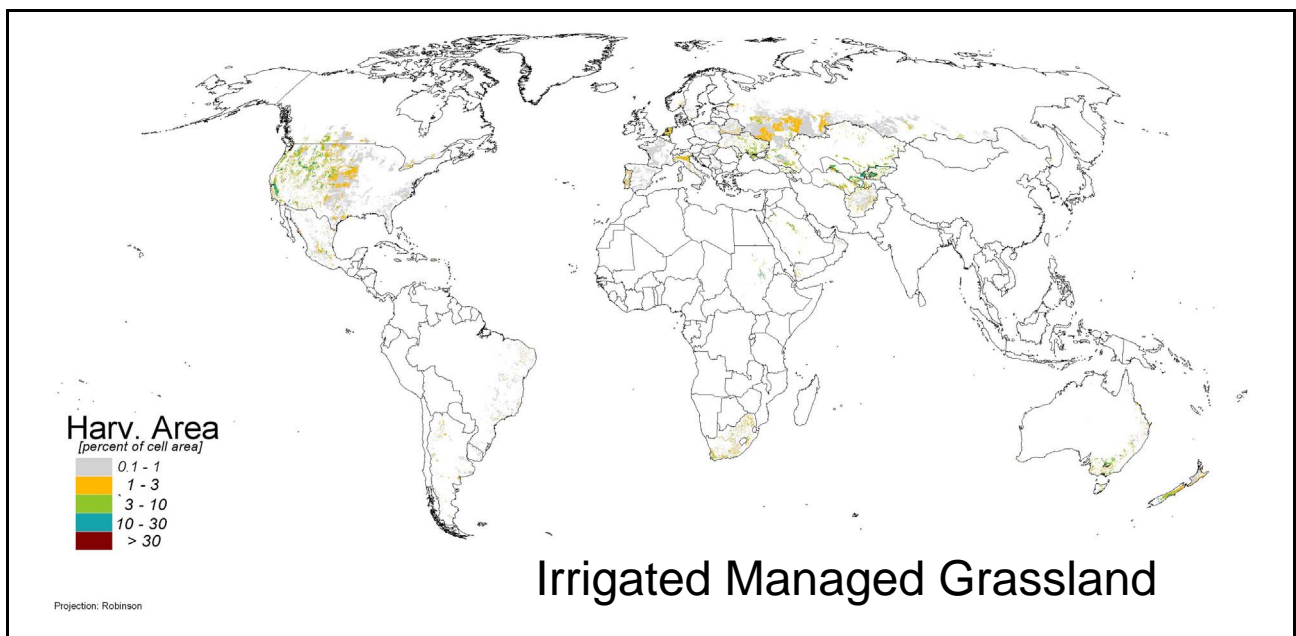 Harv. Area
[percent of cell area]
0.1 - 1
1 - 3
3 - 10
10 - 30
> 30
Irrigated Managed Grassland
Projection: Robinson